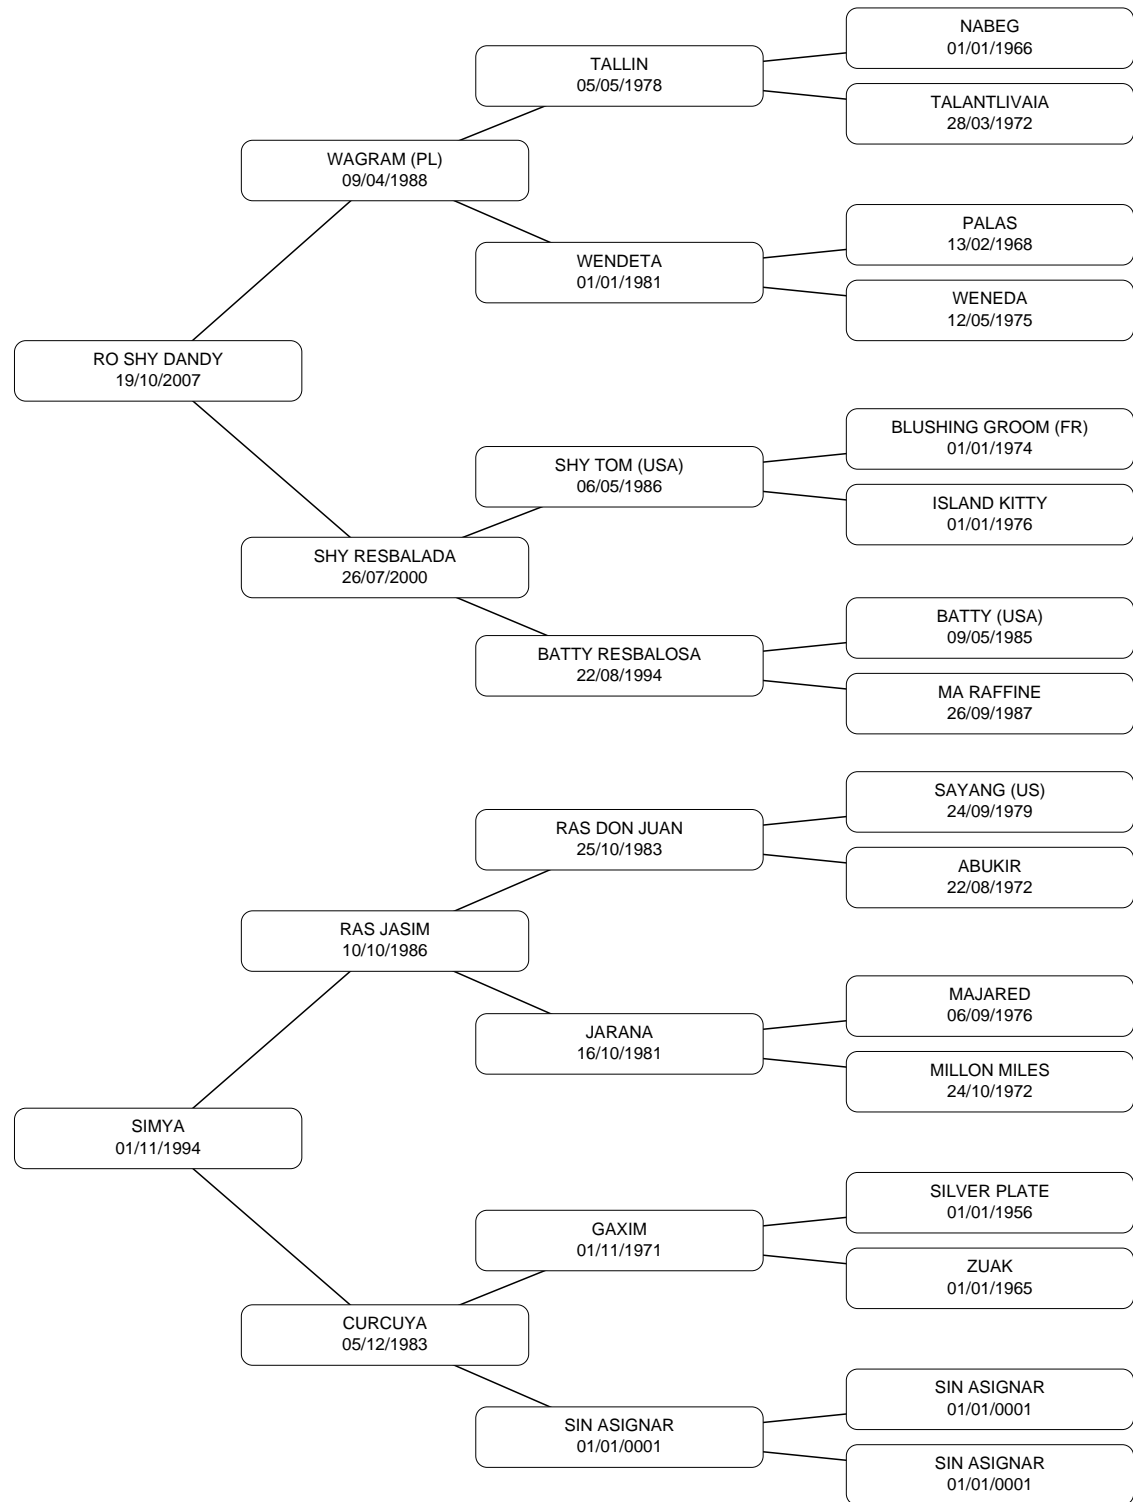 NABEG
01/01/1966
TALLIN
05/05/1978
TALANTLIVAIA
28/03/1972
WAGRAM (PL)
09/04/1988
PALAS
13/02/1968
WENDETA
01/01/1981
WENEDA
12/05/1975
RO SHY DANDY
19/10/2007
BLUSHING GROOM (FR)
01/01/1974
SHY TOM (USA)
06/05/1986
ISLAND KITTY
01/01/1976
SHY RESBALADA
26/07/2000
BATTY (USA)
09/05/1985
BATTY RESBALOSA
22/08/1994
MA RAFFINE
26/09/1987
SAYANG (US)
24/09/1979
RAS DON JUAN
25/10/1983
ABUKIR
22/08/1972
RAS JASIM
10/10/1986
MAJARED
06/09/1976
JARANA
16/10/1981
MILLON MILES
24/10/1972
SIMYA
01/11/1994
SILVER PLATE
01/01/1956
GAXIM
01/11/1971
ZUAK
01/01/1965
CURCUYA
05/12/1983
SIN ASIGNAR
01/01/0001
SIN ASIGNAR
01/01/0001
SIN ASIGNAR
01/01/0001